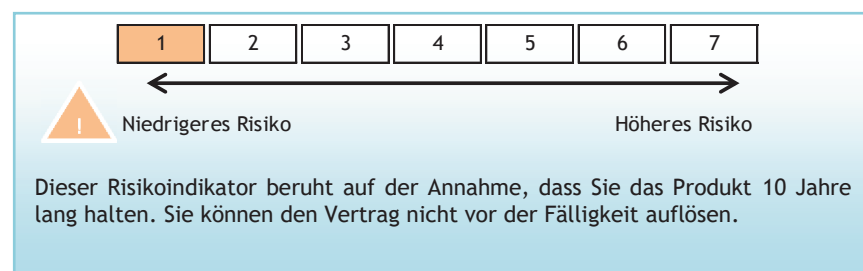 1 2 3 4 5 6 7
!
Niedrigeres Risiko Höheres Risiko
Dieser Risikoindikator beruht auf der Annahme, dass Sie das Produkt 10 Jahre
lang halten. Sie können den Vertrag nicht vor der Fälligkeit auflösen.